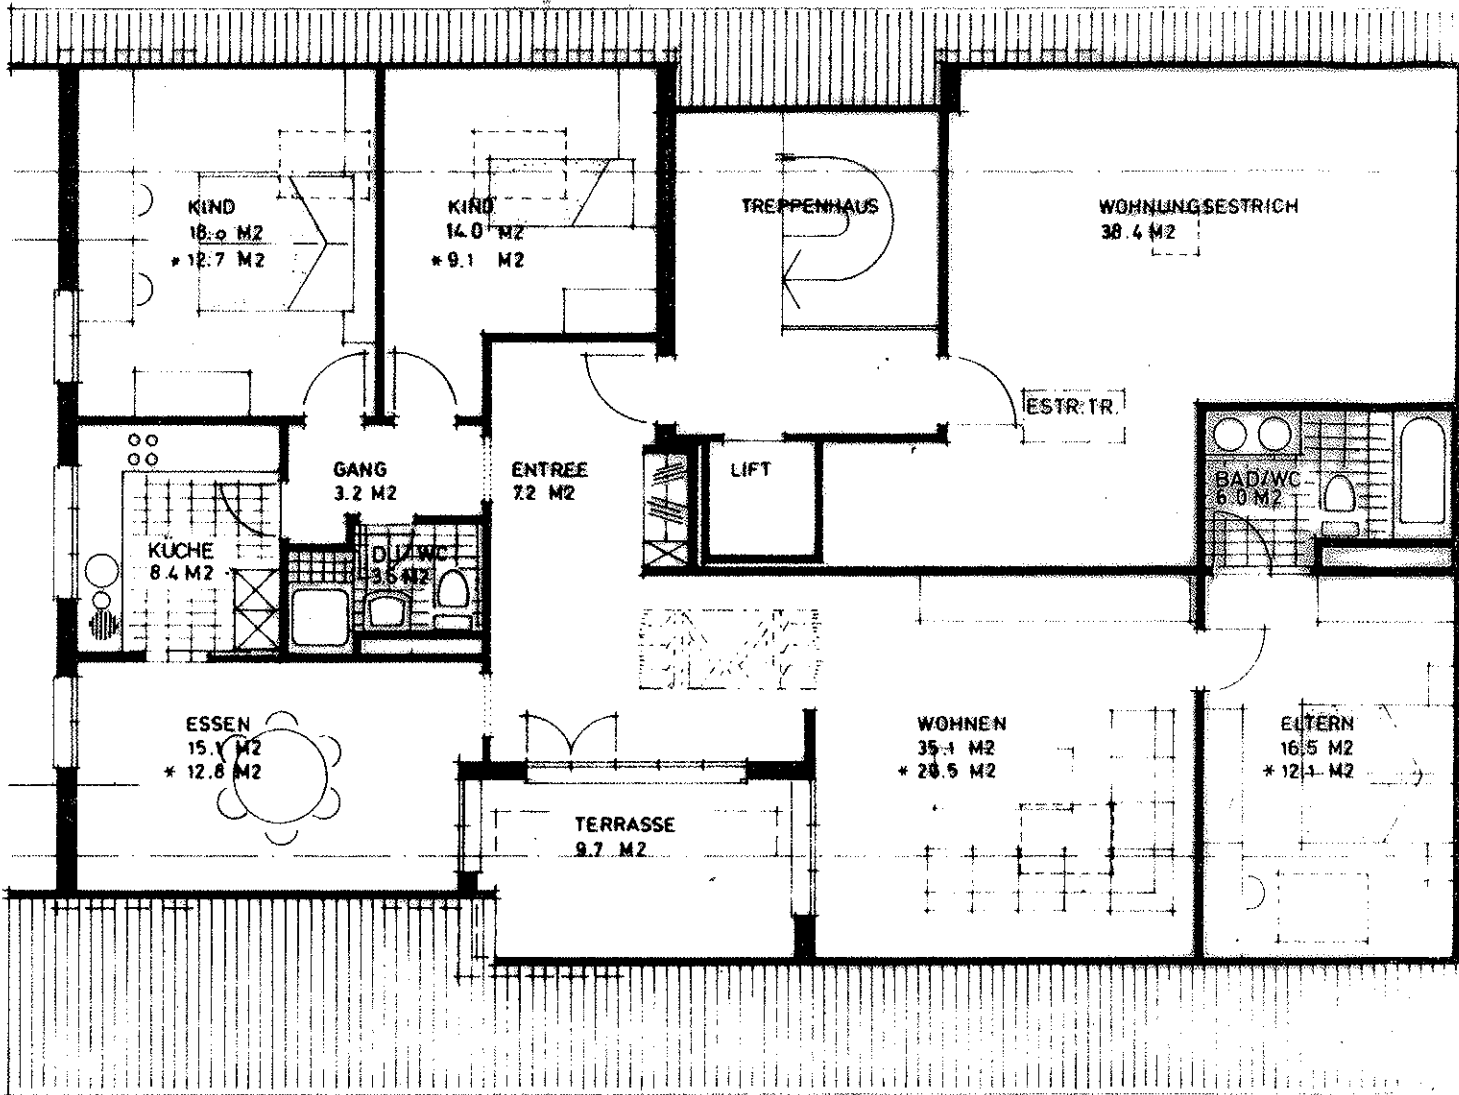 KIND
18.0 M2
* 12.7 M2
KIND
14.0 M2
* 9.1 M2
TREPPENHAUS
WOHNUNGSESTRICH
38.4 M2
ESTR.TR.
GANG
3.2 M2
ENTREE
7.2 M2
LIFT
BAD/WC
6.0 M2
KÜCHE
8.4 M2
DU/WC
3.5 M2
ESSEN
15.1 M2
* 12.8 M2
WOHNEN
35.1 M2
* 28.5 M2
ELTERN
16.5 M2
* 12.1 M2
TERRASSE
9.7 M2